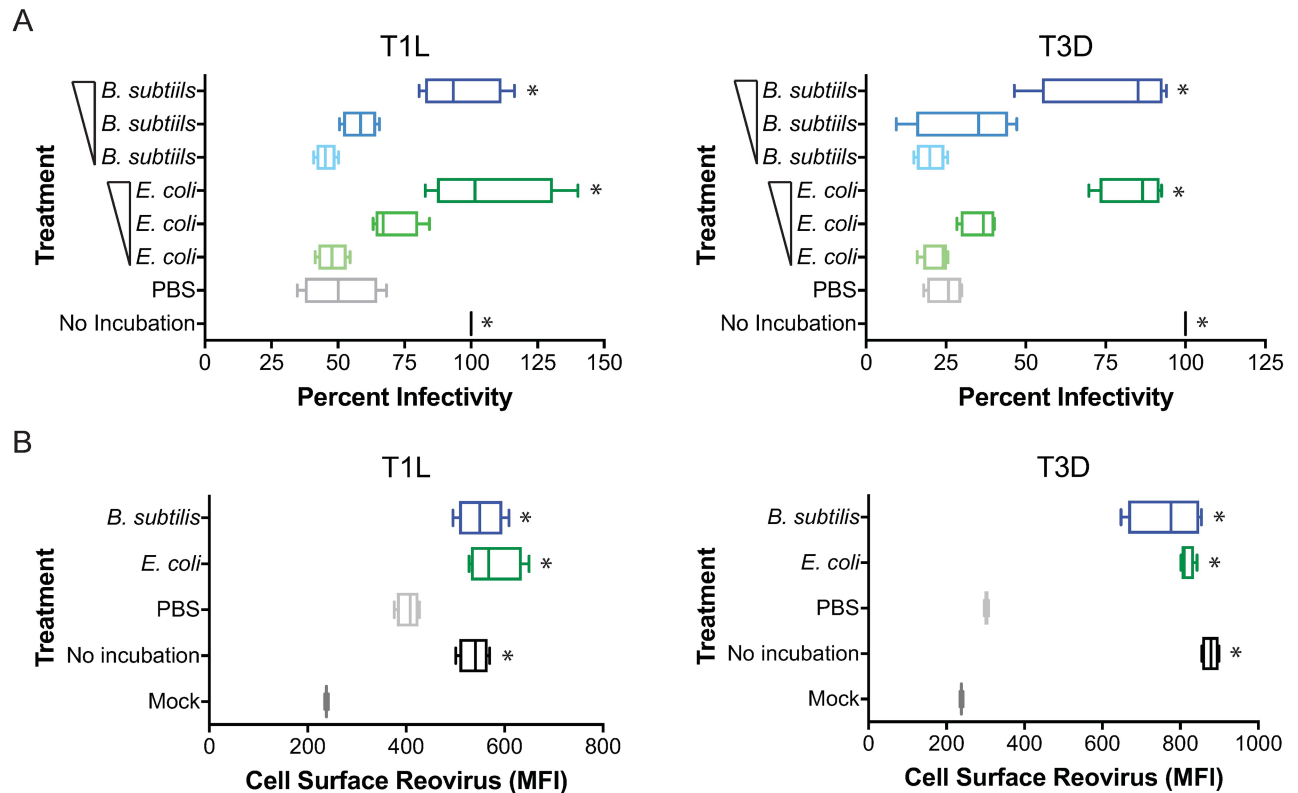 A
T1L
Treatment
B. subtiils *
B. subtiils
B. subtiils
E. coli *
E. coli
E. coli
PBS
No Incubation *
0 25 50 75 100 125 150
Percent Infectivity
T3D
Treatment
B. subtiils *
B. subtiils
B. subtiils
E. coli *
E. coli
E. coli
PBS
No Incubation *
0 25 50 75 100 125
Percent Infectivity
B
T1L
Treatment
B. subtilis *
E. coli *
PBS
No incubation *
Mock
0 200 400 600 800
Cell Surface Reovirus (MFI)
T3D
Treatment
B. subtilis *
E. coli *
PBS
No incubation *
Mock
0 200 400 600 800 1000
Cell Surface Reovirus (MFI)